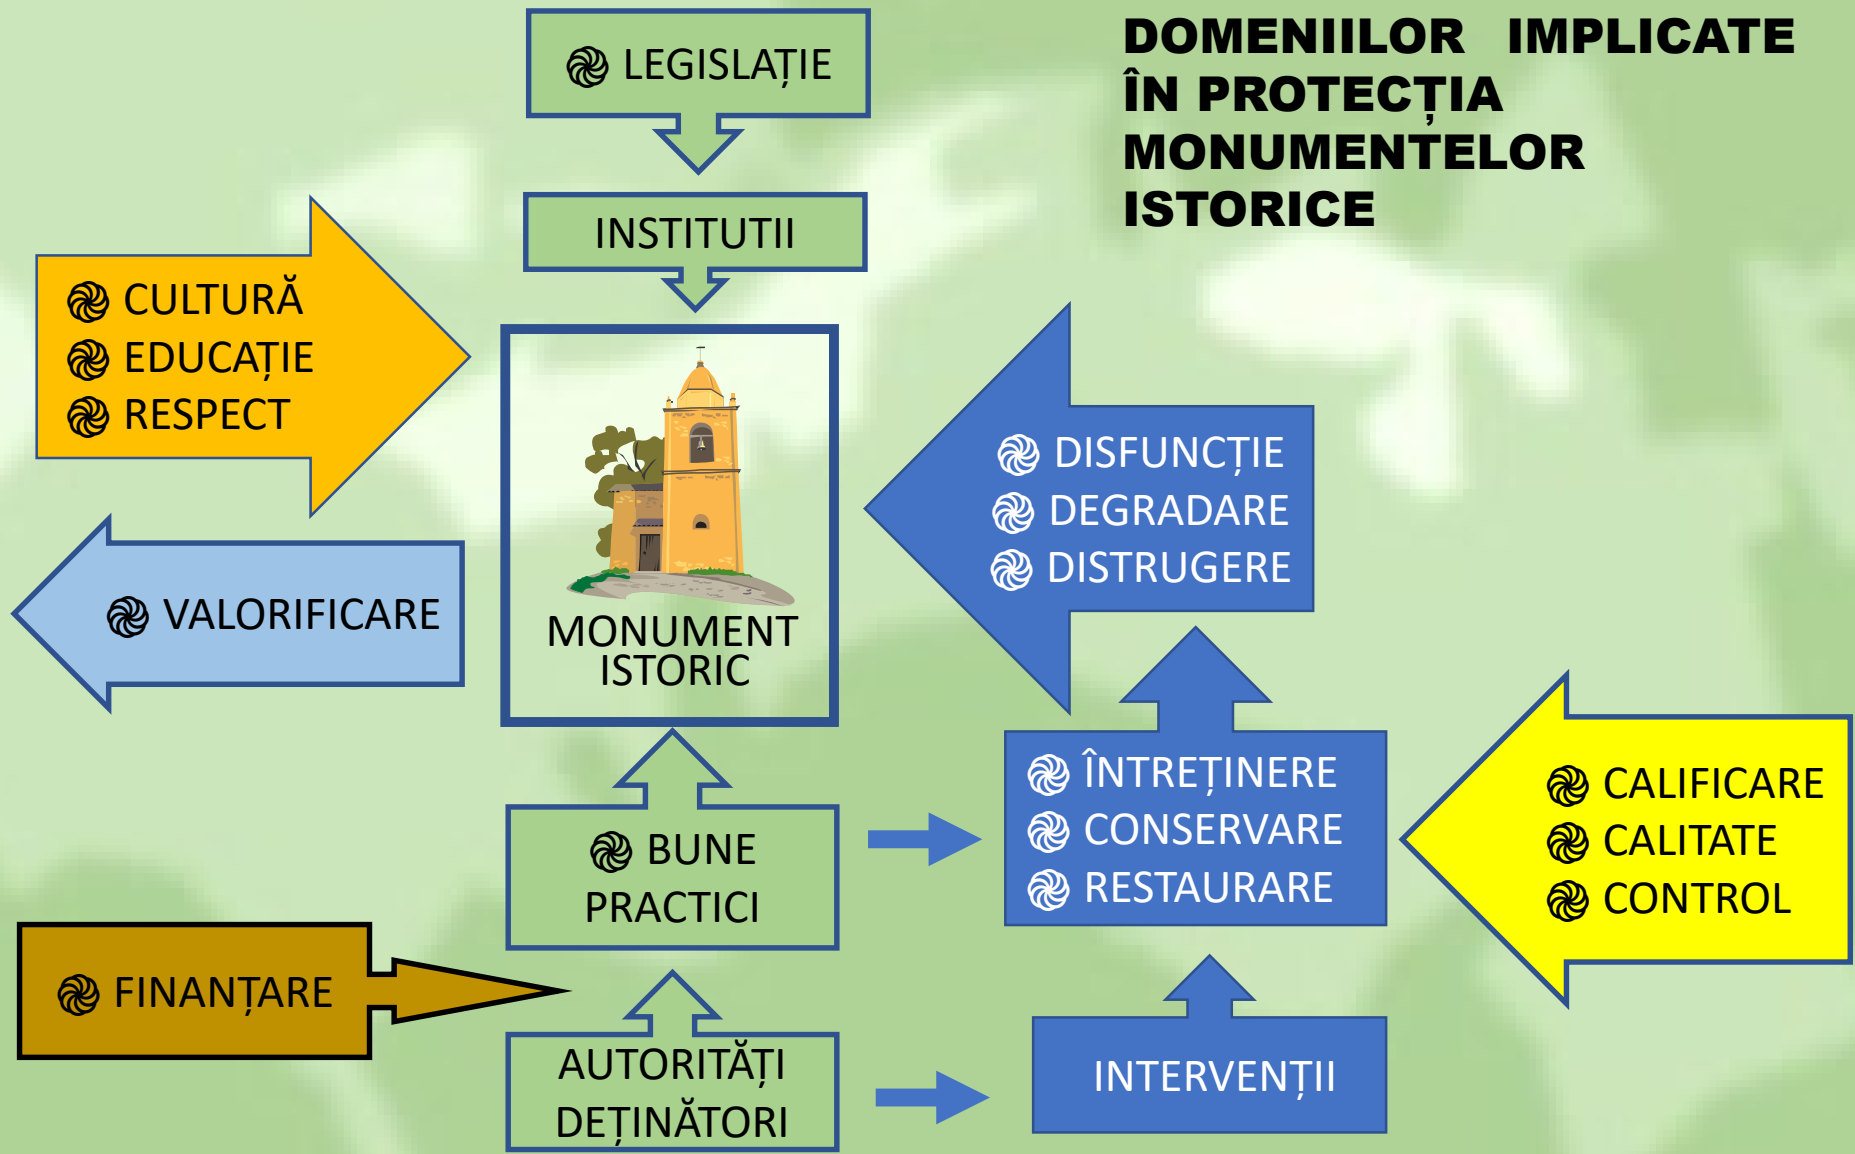 DOMENIILOR IMPLICATE
ÎN PROTECȚIA
MONUMENTELOR
ISTORICE
LEGISLAȚIE
INSTITUTII
CULTURĂ
EDUCAȚIE
RESPECT
VALORIFICARE
MONUMENT
ISTORIC
DISFUNCȚIE
DEGRADARE
DISTRUGERE
BUNE
PRACTICI
ÎNTREȚINERE
CONSERVARE
RESTAURARE
CALIFICARE
CALITATE
CONTROL
FINANȚARE
AUTORITĂȚI
DEȚINĂTORI
INTERVENȚII